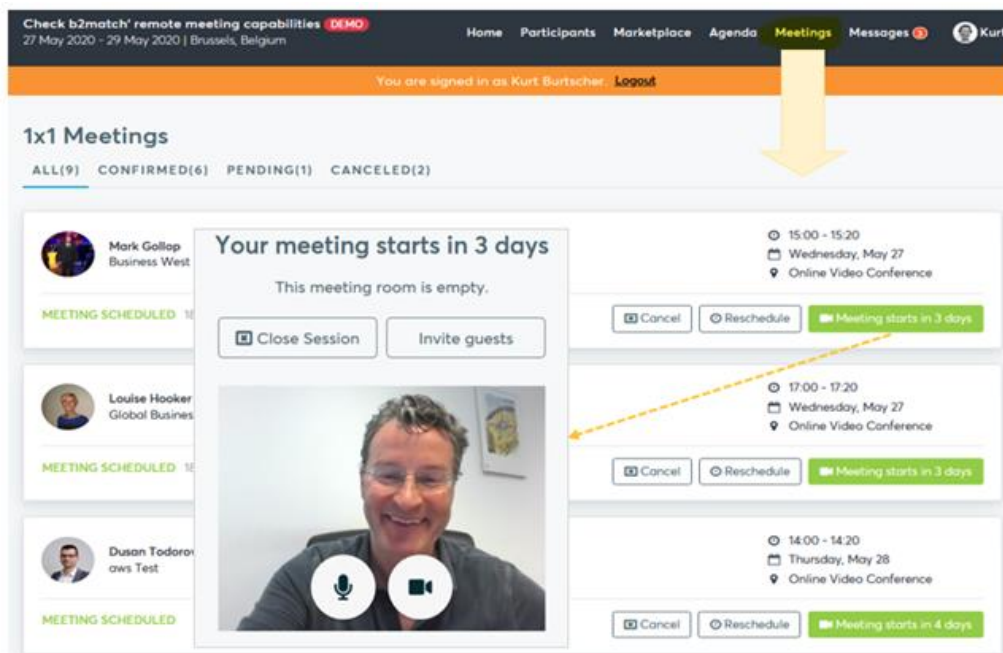 Check b2match' remote meeting capabilities DEMO
27 May 2020 - 29 May 2020 | Brussels, Belgium
Home Participants Marketplace Agenda Meetings Messages 3 Kurt
You are signed in as Kurt Burtscher. Logout
1x1 Meetings
ALL(9) CONFIRMED(6) PENDING(1) CANCELED(2)
Mark Gollop
Business West
15:00 - 15:20
Wednesday, May 27
Online Video Conference
MEETING SCHEDULED
Cancel Reschedule Meeting starts in 3 days
Your meeting starts in 3 days
This meeting room is empty.
Close Session Invite guests
Louise Hooker
Global Busines
17:00 - 17:20
Wednesday, May 27
Online Video Conference
MEETING SCHEDULED
Cancel Reschedule Meeting starts in 3 days
Dusan Todorov
aws Test
14:00 - 14:20
Thursday, May 28
Online Video Conference
MEETING SCHEDULED
Cancel Reschedule Meeting starts in 4 days